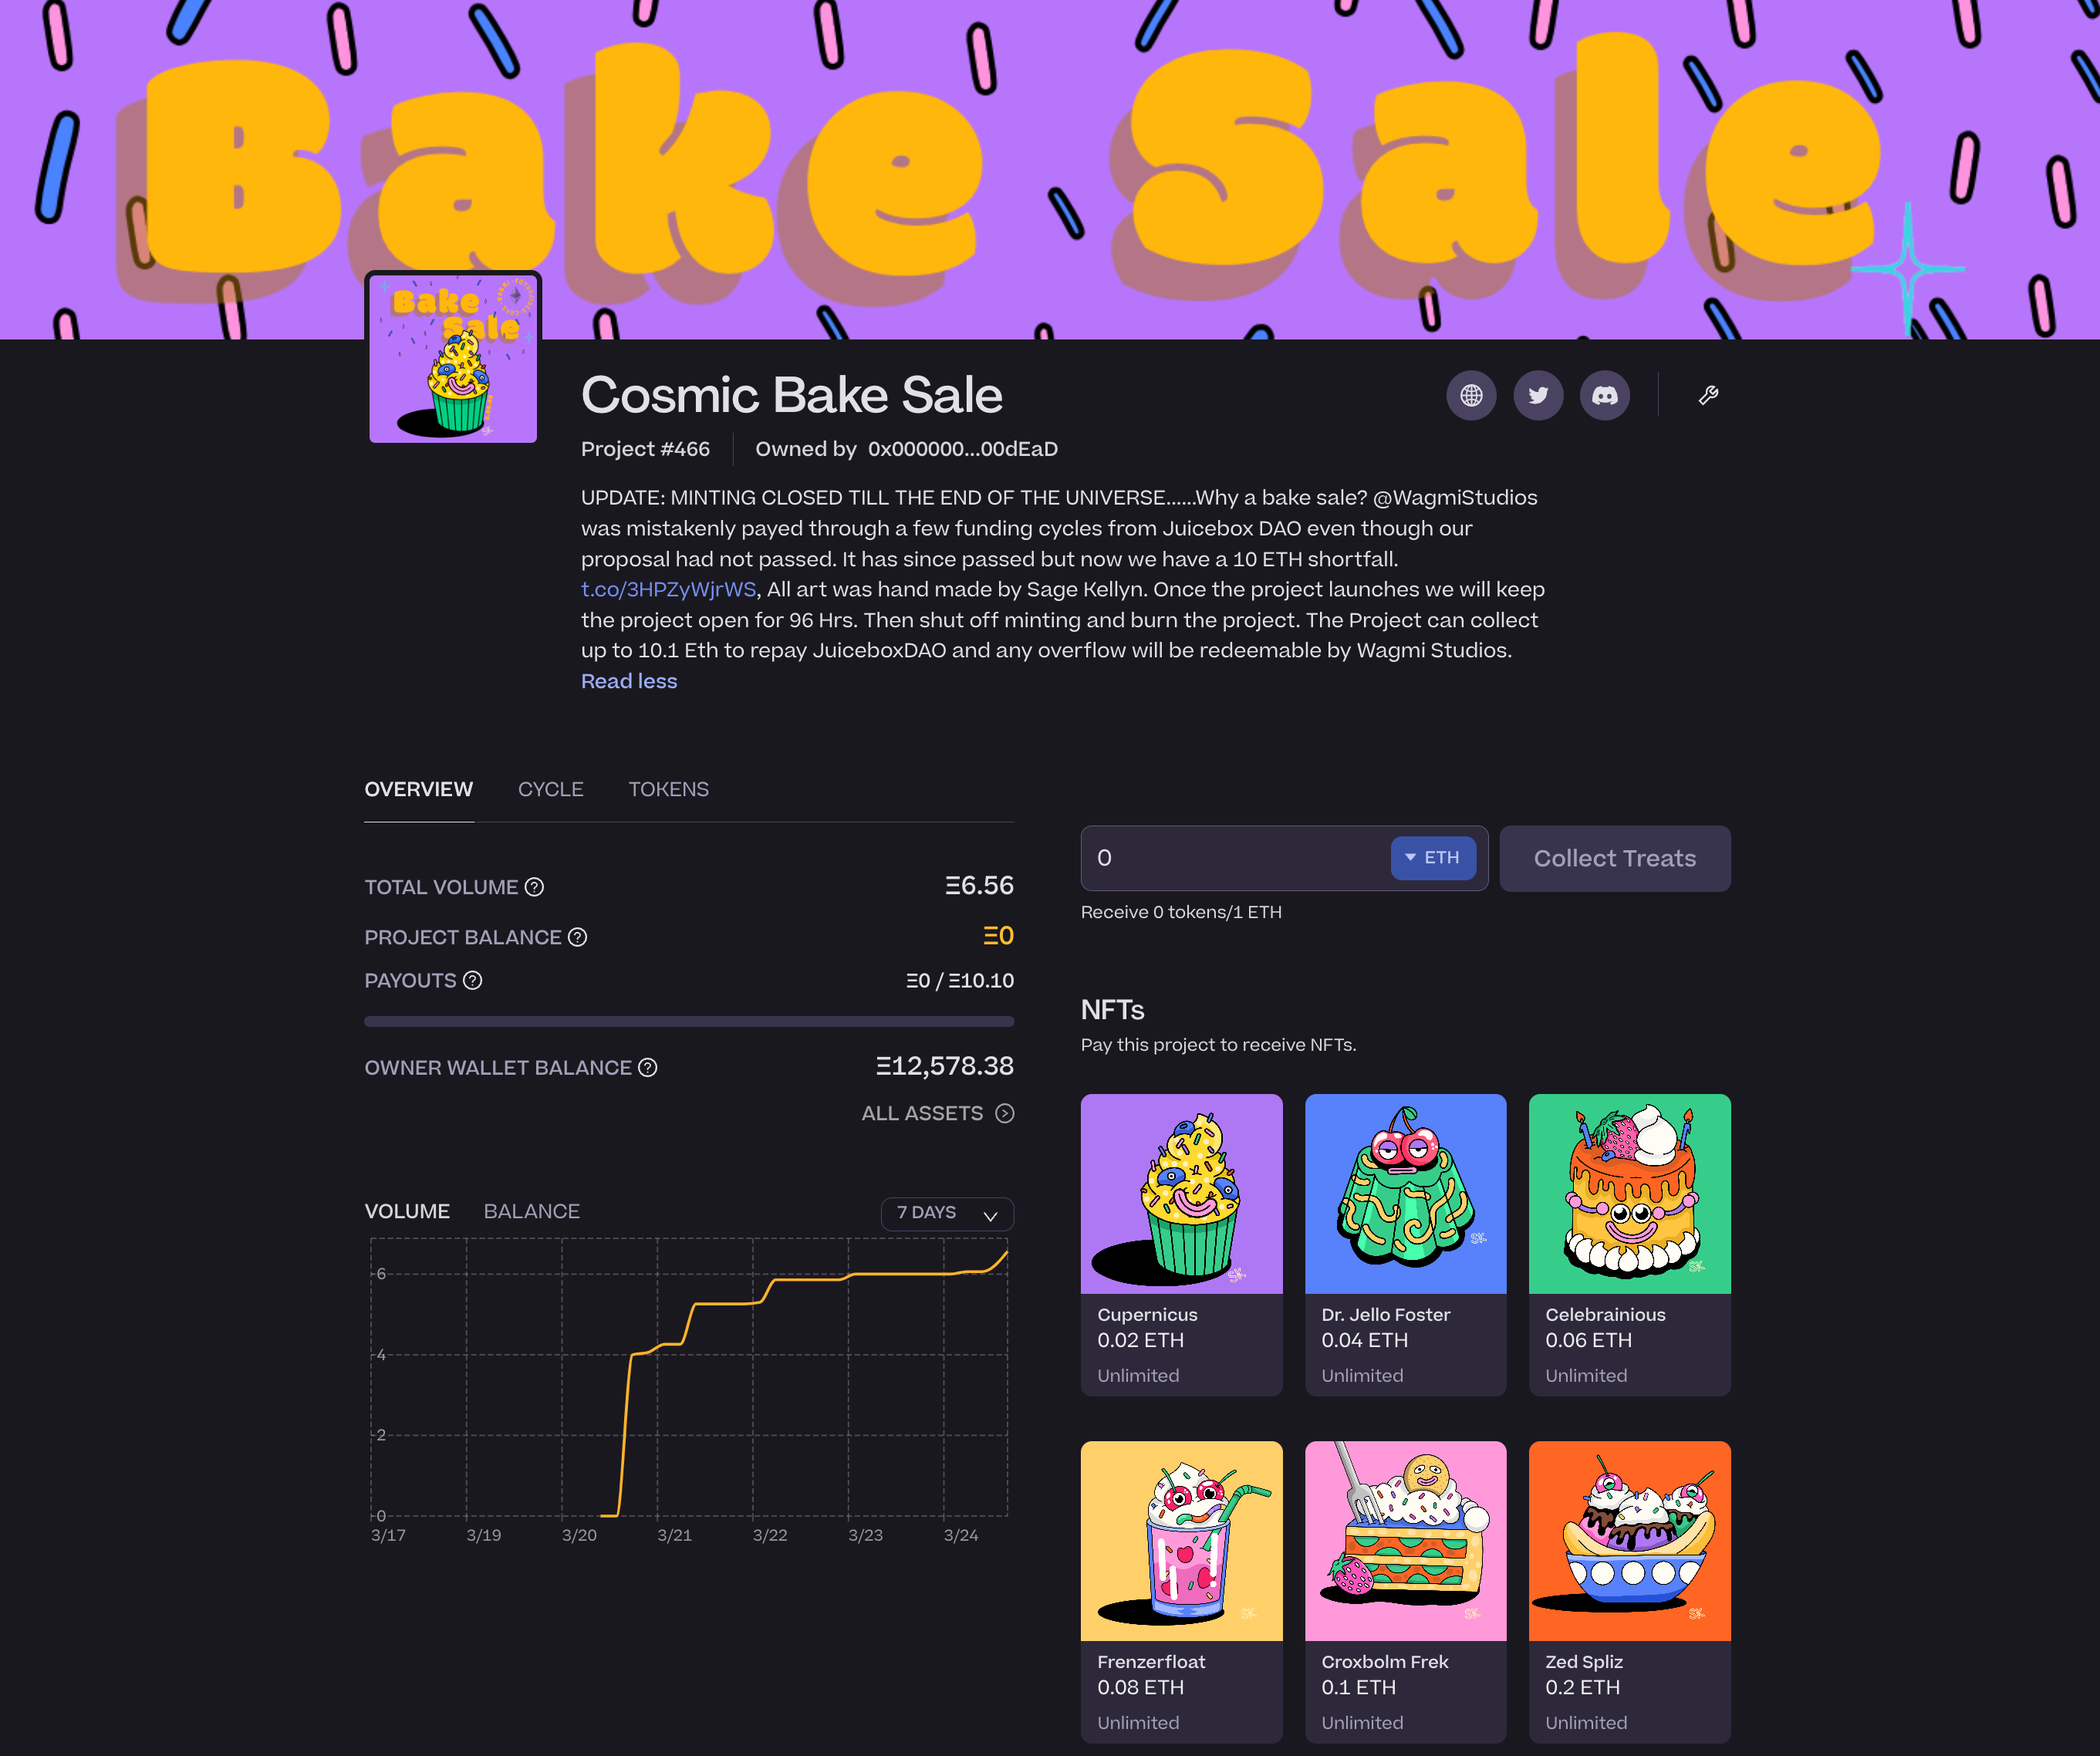 Bake Sale
Bake
Sale
Cosmic Bake Sale
Project #466
Owned by 0x000000...00dEaD
UPDATE: MINTING CLOSED TILL THE END OF THE UNIVERSE......Why a bake sale? @WagmiStudios
was mistakenly payed through a few funding cycles from Juicebox DAO even though our
proposal had not passed. It has since passed but now we have a 10 ETH shortfall.
t.co/3HPZyWjrWS, All art was hand made by Sage Kellyn. Once the project launches we will keep
the project open for 96 Hrs. Then shut off minting and burn the project. The Project can collect
up to 10.1 Eth to repay JuiceboxDAO and any overflow will be redeemable by Wagmi Studios.
Read less
OVERVIEW
CYCLE
TOKENS
TOTAL VOLUME ?
Ξ6.56
PROJECT BALANCE ?
Ξ0
PAYOUTS ?
Ξ0 / Ξ10.10
OWNER WALLET BALANCE ?
Ξ12,578.38
ALL ASSETS
VOLUME
BALANCE
7 DAYS
6
4
2
0
3/17
3/19
3/20
3/21
3/22
3/23
3/24
0
ETH
Collect Treats
Receive 0 tokens/1 ETH
NFTs
Pay this project to receive NFTs.
SK
SK
SK
Cupernicus
0.02 ETH
Unlimited
Dr. Jello Foster
0.04 ETH
Unlimited
Celebrainious
0.06 ETH
Unlimited
SK
SK
SK
Frenzerfloat
0.08 ETH
Unlimited
Croxbolm Frek
0.1 ETH
Unlimited
Zed Spliz
0.2 ETH
Unlimited